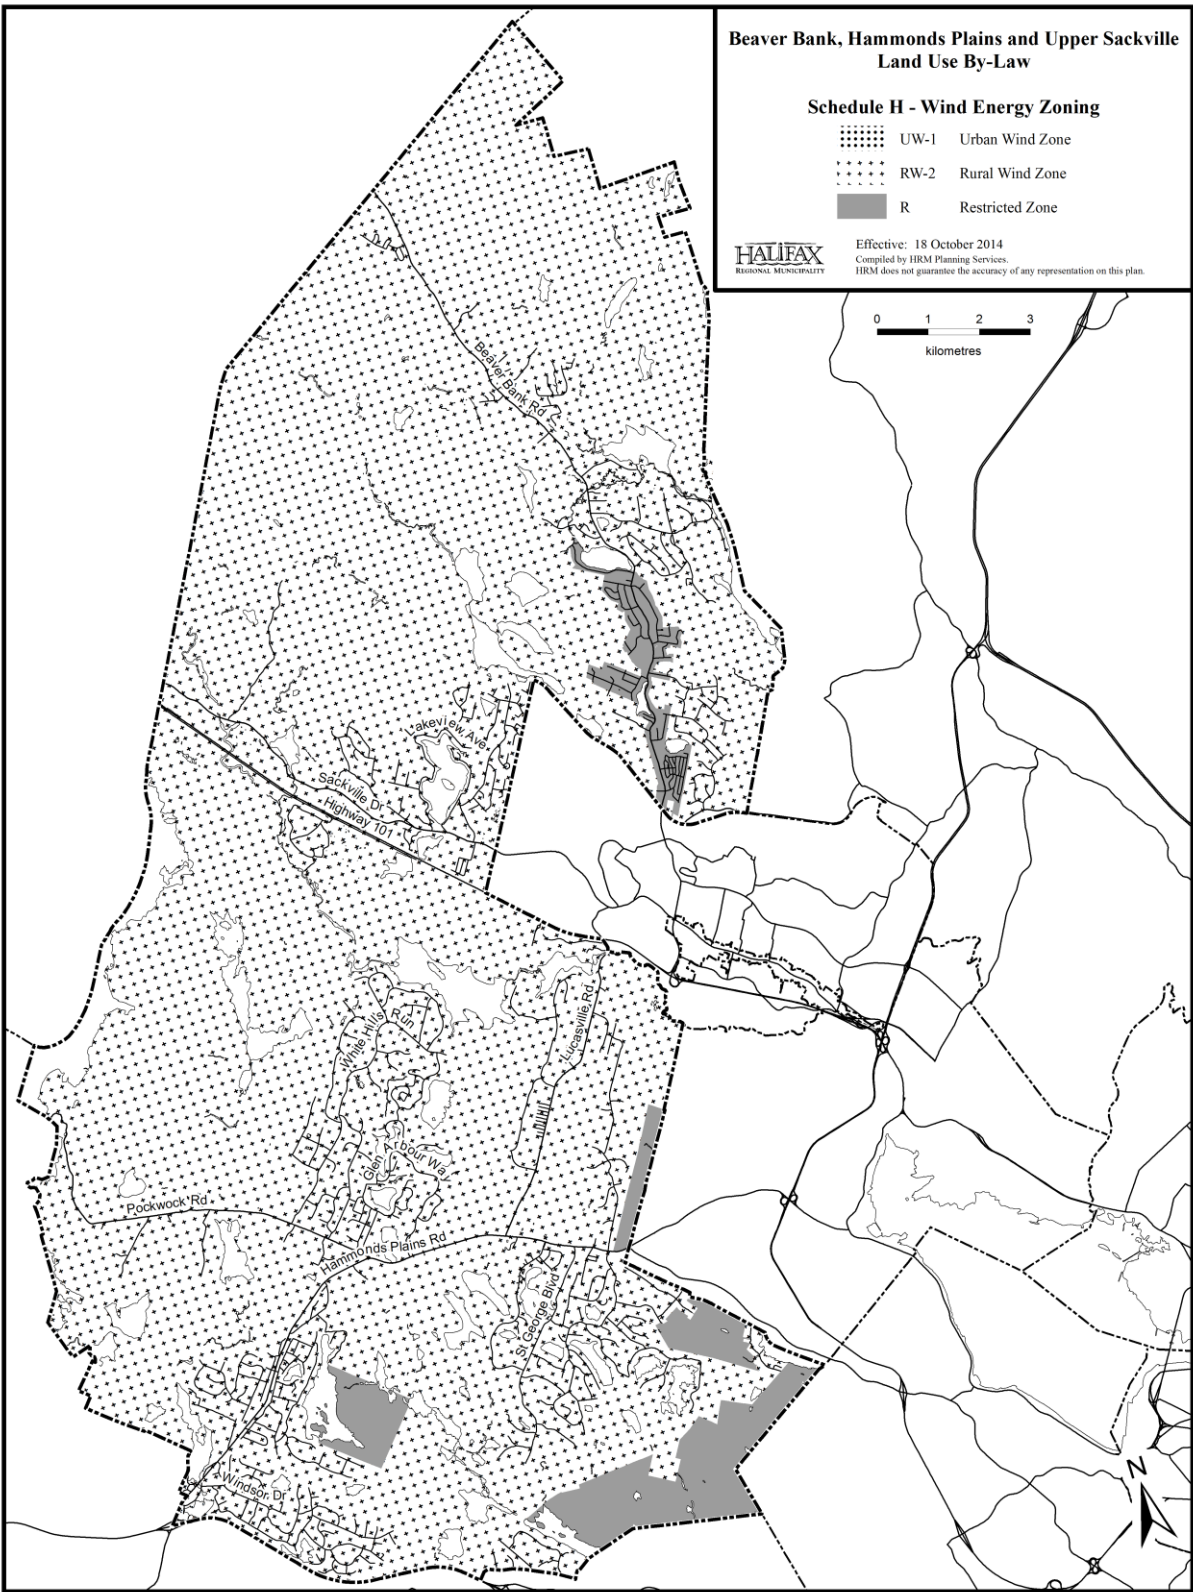 Beaver Bank, Hammonds Plains and Upper Sackville
Land Use By-Law
Schedule H - Wind Energy Zoning
UW-1 Urban Wind Zone
RW-2 Rural Wind Zone
R Restricted Zone
HALIFAX
REGIONAL MUNICIPALITY
Effective: 18 October 2014
Compiled by HRM Planning Services.
HRM does not guarantee the accuracy of any representation on this plan.
0 1 2 3
kilometres
Beaver Bank Rd
Lakeview Ave
Sackville Dr
Highway 101
Lucasville Rd
White Hills Run
Glen Arbour Wa
Pockwock Rd
Hammonds Plains Rd
St George Blvd
Windsor Dr
N